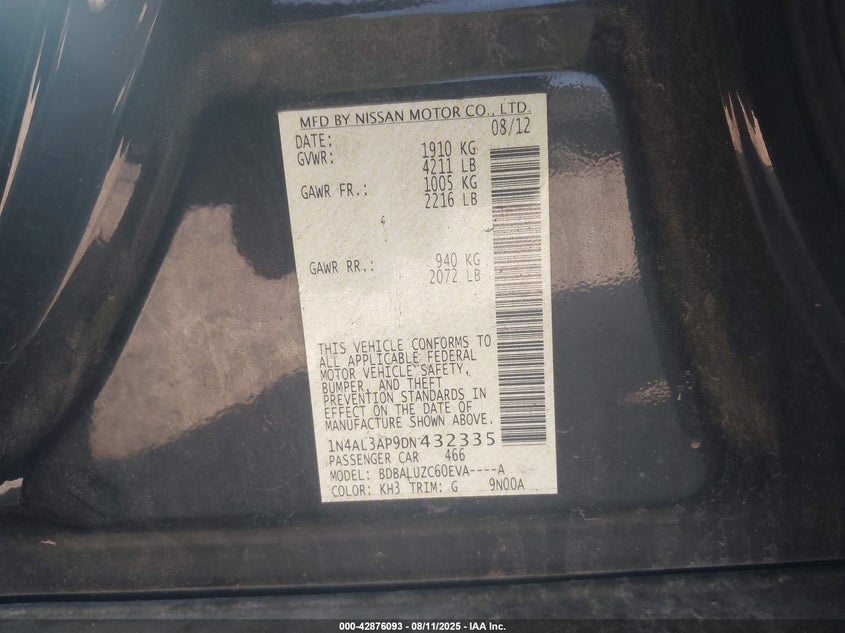 MFD BY NISSAN MOTOR CO., LTD.
DATE: 08/12
GVWR: 1910 KG
4211 LB
GAWR FR.: 1005 KG
2216 LB
GAWR RR.: 940 KG
2072 LB
THIS VEHICLE CONFORMS TO
ALL APPLICABLE FEDERAL
MOTOR VEHICLE SAFETY,
BUMPER, AND THEFT
PREVENTION STANDARDS IN
EFFECT ON THE DATE OF
MANUFACTURE SHOWN ABOVE.
1N4AL3AP9DN432335
PASSENGER CAR 466
MODEL: BDBALUZC60EVA----A
COLOR: KH3 TRIM: G 9N00A
000-42876093 - 08/11/2025 - IAA Inc.